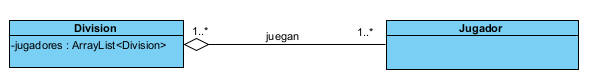 Division
-jugadores : ArrayList<Division>
1..*
juegan
1..*
Jugador